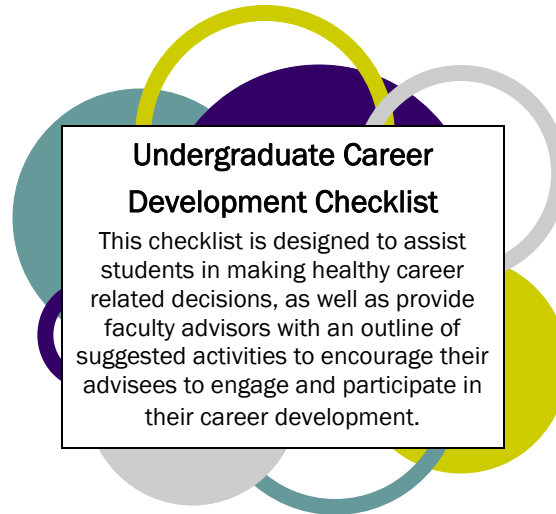 Undergraduate Career
Development Checklist
This checklist is designed to assist
students in making healthy career
related decisions, as well as provide
faculty advisors with an outline of
suggested activities to encourage their
advisees to engage and participate in
their career development.